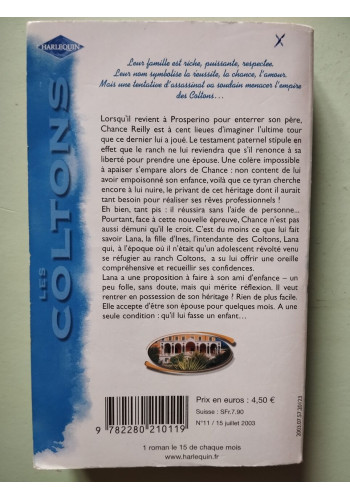 HARLEQUIN
X
Leur famille est riche, puissante, respectée.
Leur nom symbolise la réussite, la chance, l'amour.
Mais une tentative d'assassinat va soudain menacer l'empire
des Coltons...
LES
COLTONS
Lorsqu'il revient à Prosperino pour enterrer son père,
Chance Reilly est à cent lieues d'imaginer l'ultime tour
que ce dernier lui a joué. Le testament paternel stipule en
effet que le ranch ne lui reviendra que s'il renonce à sa
liberté pour prendre une épouse. Une colère impossible
à apaiser s'empare alors de Chance : non content de lui
avoir empoisonné son enfance, voilà que ce tyran cherche
encore à lui nuire, le privant de cet héritage dont il aurait
tant besoin pour réaliser ses rêves professionnels !
Eh bien, tant pis : il réussira sans l'aide de personne...
Pourtant, face à cette nouvelle épreuve, Chance n'est pas
aussi démuni qu'il le croit. C'est du moins ce que lui fait
savoir Lana, la fille d'Ines, l'intendante des Coltons, Lana
qui, à l'époque où il n'était qu'un adolescent révolté venu
se réfugier au ranch Coltons, a su lui offrir une oreille
compréhensive et recueillir ses confidences.
Lana a une proposition à faire à son ami d'enfance – un
peu folle, sans doute, mais qui mérite réflexion. Il veut
rentrer en possession de son héritage ? Rien de plus facile.
Elle accepte d'être son épouse pour quelques mois. A
une seule condition : qu'il lui fasse un enfant...
Prix en euros : 4,50 €
Suisse : SFr.7,90
N°11 / 15 juillet 2003
9 782280 210119
1 roman le 15 de chaque mois
www.harlequin.fr